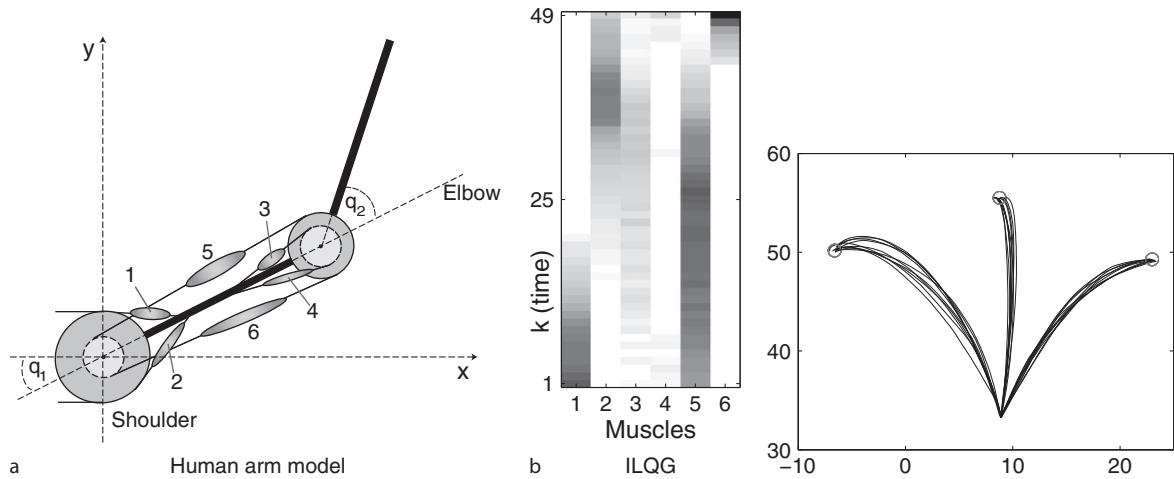 y
Elbow
q2
3
5
1
4
6
x
q1
2
Shoulder
a Human arm model
49
25
1
k (time)
1 2 3 4 5 6
Muscles
b ILQG
60
50
40
30
-10 0 10 20